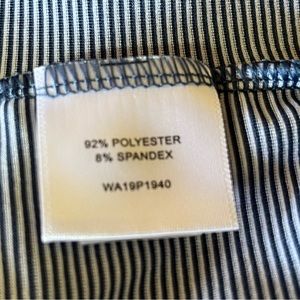 92% POLYESTER
8% SPANDEX
WA19P1940